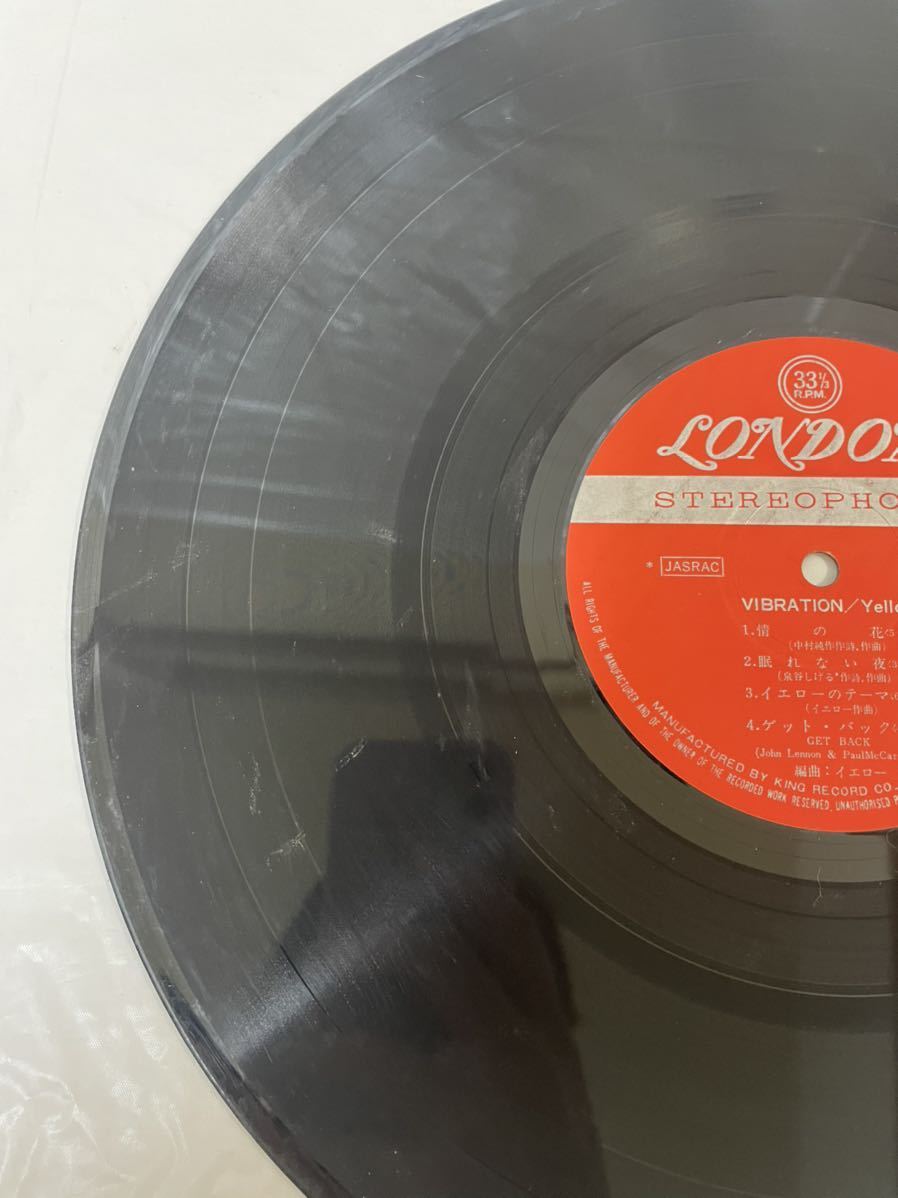 33⅓
R.P.M.
LONDO
STEREOPHO
* JASRAC
VIBRATION/Yello
1.情の花
(中村純作作詩,作曲)
2.眠れない夜
(泉谷しげる*作詩,作曲)
3.イエローのテーマ
(イエロー作曲)
4.ゲット・バック
GET BACK
(John Lennon & PaulMcCar
編曲:イエロー
MANUFACTURED BY KING RECORD CO.,
ALL RIGHTS OF THE MANUFACTURER AND OF THE OWNER OF THE RECORDED WORK RESERVED, UNAUTHORISED